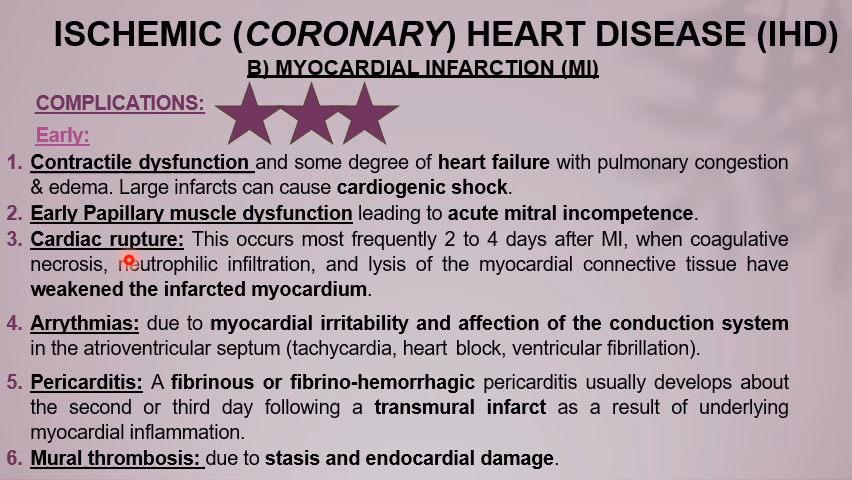 ISCHEMIC (CORONARY) HEART DISEASE (IHD)
B) MYOCARDIAL INFARCTION (MI)
COMPLICATIONS:
Early:
1. Contractile dysfunction and some degree of heart failure with pulmonary congestion
& edema. Large infarcts can cause cardiogenic shock.
2. Early Papillary muscle dysfunction leading to acute mitral incompetence.
3. Cardiac rupture: This occurs most frequently 2 to 4 days after MI, when coagulative
necrosis, neutrophilic infiltration, and lysis of the myocardial connective tissue have
weakened the infarcted myocardium.
4. Arrythmias: due to myocardial irritability and affection of the conduction system
in the atrioventricular septum (tachycardia, heart block, ventricular fibrillation).
5. Pericarditis: A fibrinous or fibrino-hemorrhagic pericarditis usually develops about
the second or third day following a transmural infarct as a result of underlying
myocardial inflammation.
6. Mural thrombosis: due to stasis and endocardial damage.